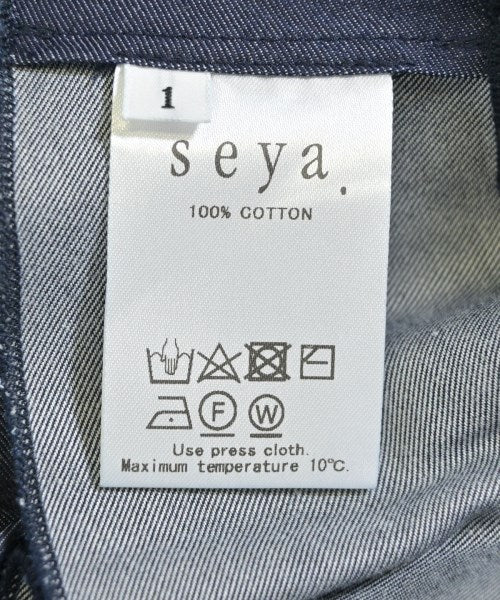 1
seya.
100% COTTON
F W
Use press cloth.
Maximum temperature 10℃.